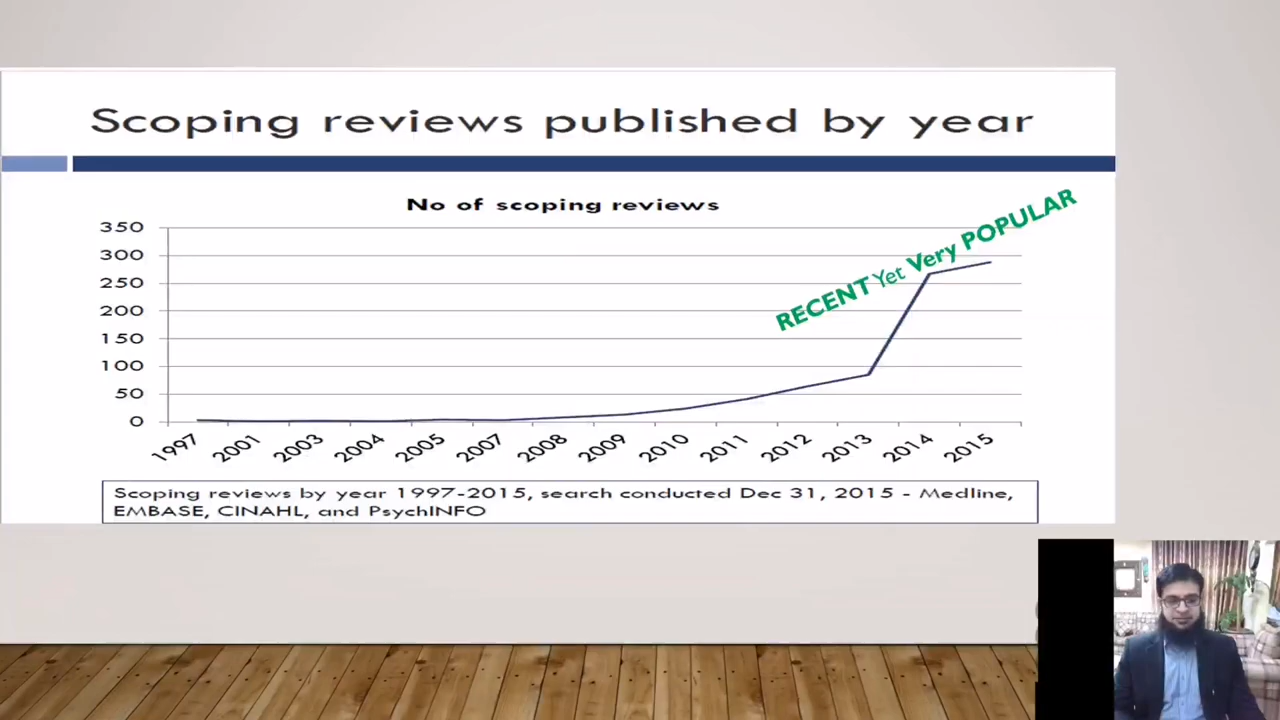 Scoping reviews published by year
No of scoping reviews
RECENT Yet Very POPULAR
350
300
250
200
150
100
50
0
1997 2001 2003 2004 2005 2007 2008 2009 2010 2011 2012 2013 2014 2015
Scoping reviews by year 1997-2015, search conducted Dec 31, 2015 - Medline,
EMBASE, CINAHL, and PsychINFO